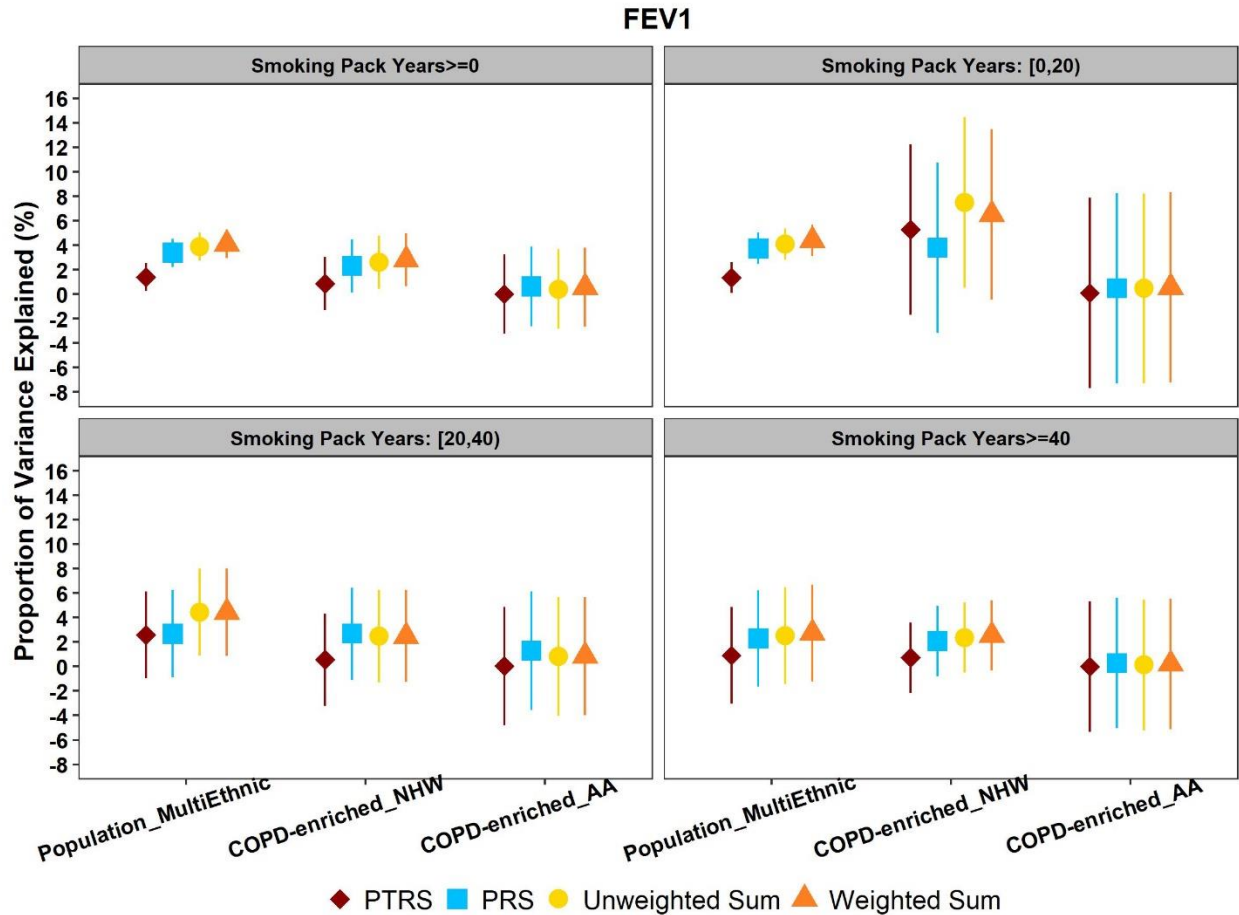 FEV1
Smoking Pack Years>=0
Smoking Pack Years: [0,20)
Proportion of Variance Explained (%)
16
14
12
10
8
6
4
2
0
-2
-4
-6
-8
Smoking Pack Years: [20,40)
Smoking Pack Years>=40
16
14
12
10
8
6
4
2
0
-2
-4
-6
-8
Population_MultiEthnic
COPD-enriched_NHW
COPD-enriched_AA
Population_MultiEthnic
COPD-enriched_NHW
COPD-enriched_AA
PTRS PRS Unweighted Sum Weighted Sum